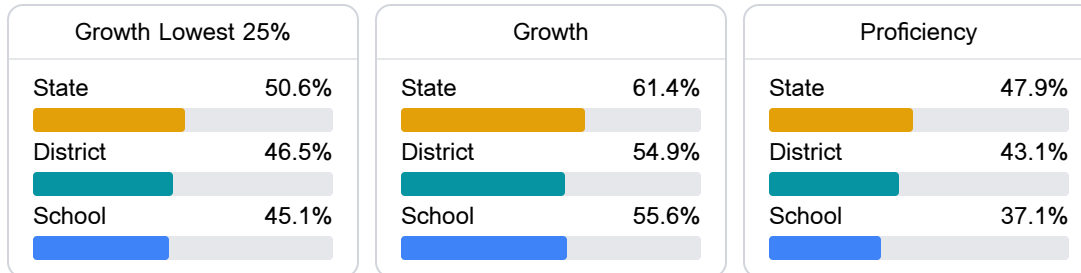 Growth Lowest 25%
State 50.6%
District 46.5%
School 45.1%
Growth
State 61.4%
District 54.9%
School 55.6%
Proficiency
State 47.9%
District 43.1%
School 37.1%